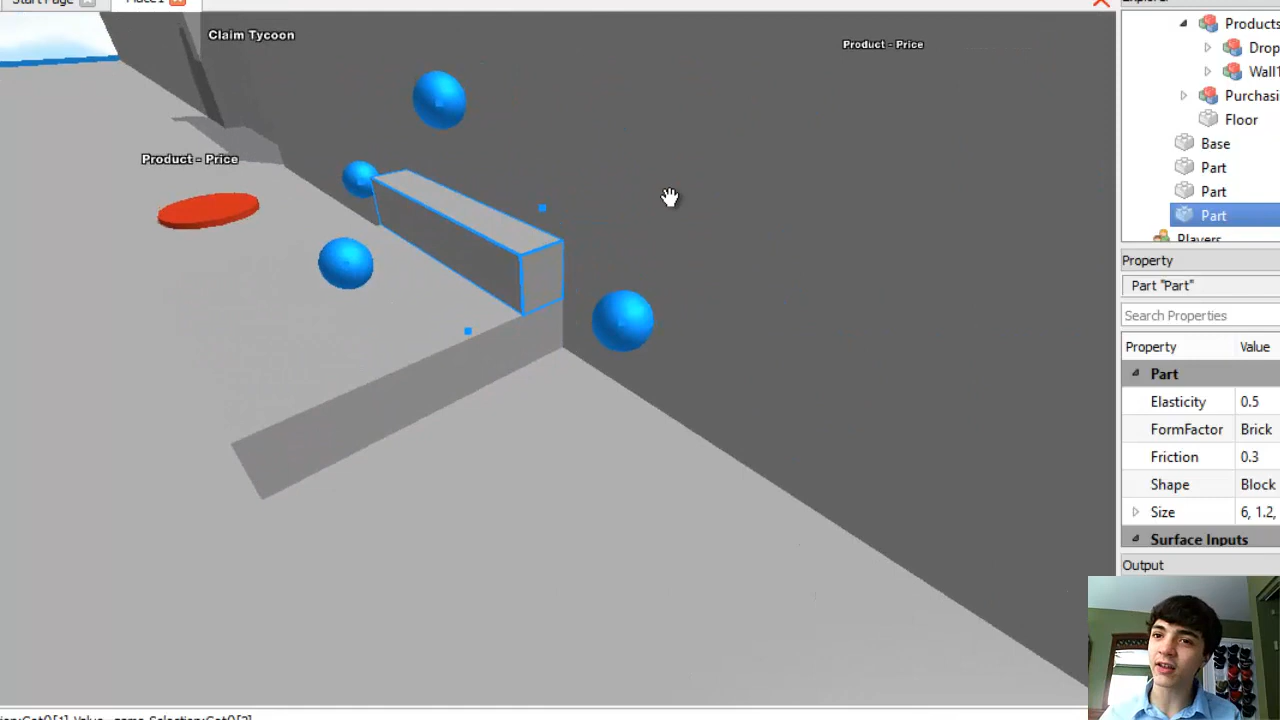 Start Page
Place1
Explorer
Claim Tycoon
Product - Price
Product - Price
Products
Drop
Wall1
Purchasi
Floor
Base
Part
Part
Part
Players
Property
Part "Part"
Search Properties
Property Value
Part
Elasticity 0.5
FormFactor Brick
Friction 0.3
Shape Block
Size 6, 1.2,
Surface Inputs
Output